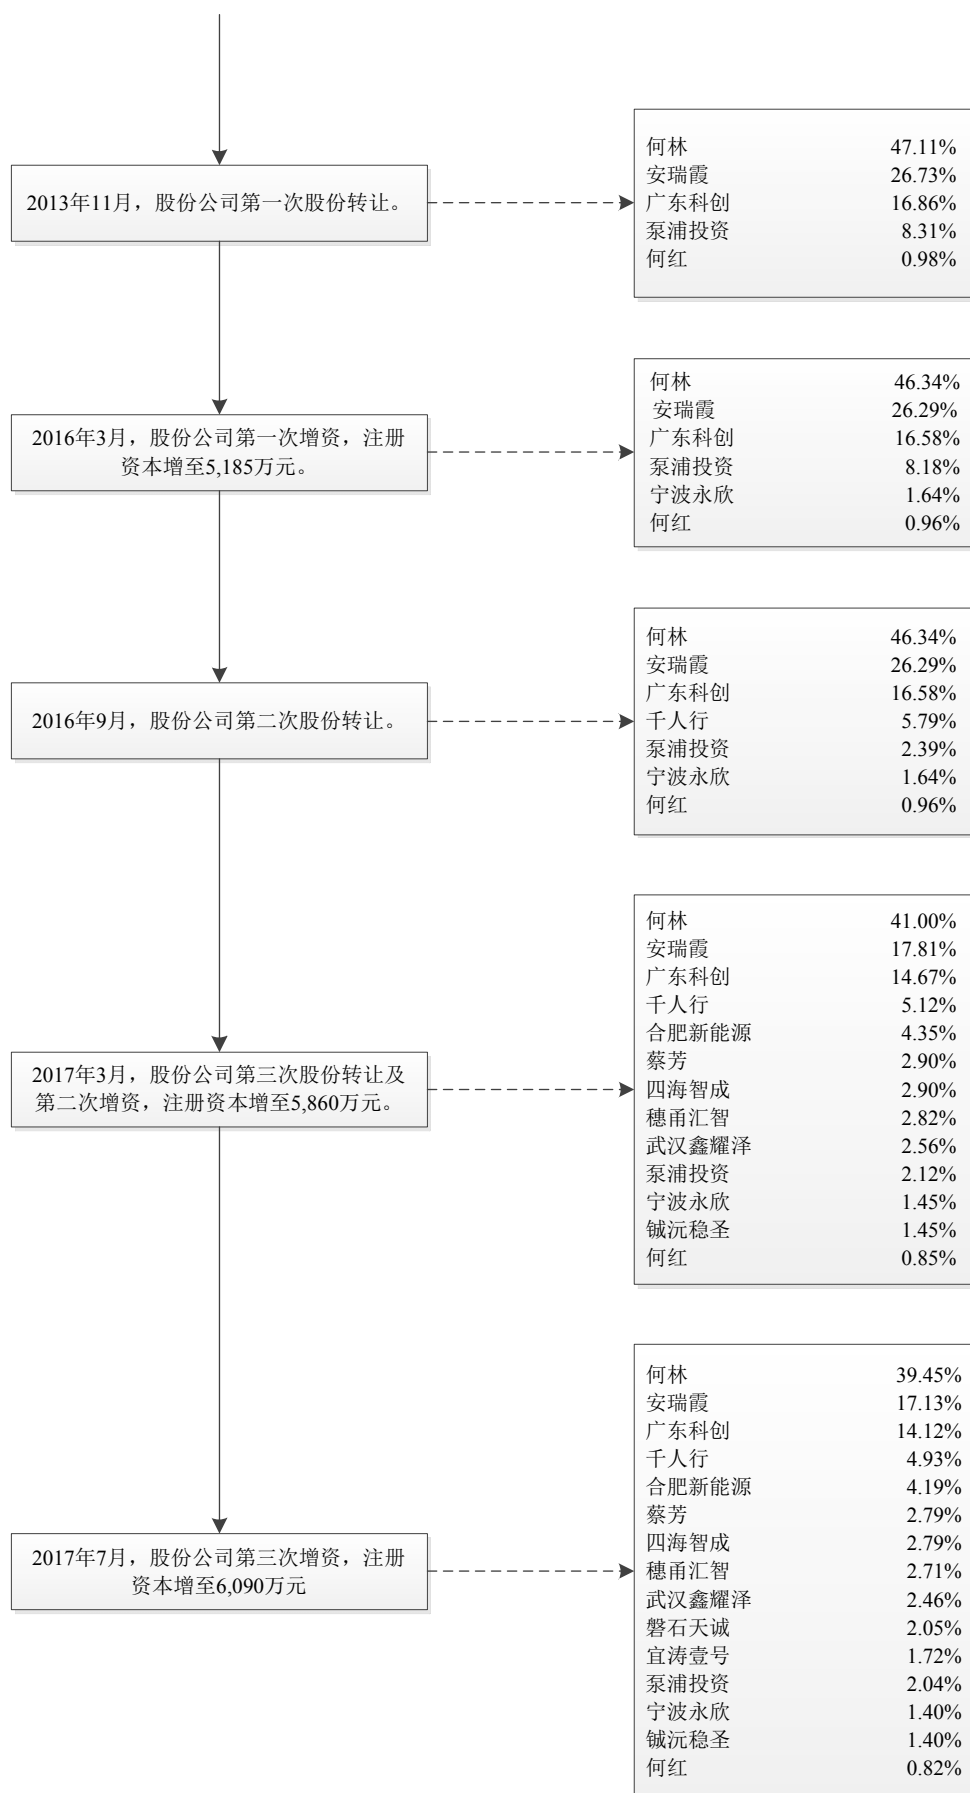 2013年11月，股份公司第一次股份转让。
何林 47.11%
安瑞霞 26.73%
广东科创 16.86%
泵浦投资 8.31%
何红 0.98%
2016年3月，股份公司第一次增资，注册
资本增至5,185万元。
何林 46.34%
安瑞霞 26.29%
广东科创 16.58%
泵浦投资 8.18%
宁波永欣 1.64%
何红 0.96%
2016年9月，股份公司第二次股份转让。
何林 46.34%
安瑞霞 26.29%
广东科创 16.58%
千人行 5.79%
泵浦投资 2.39%
宁波永欣 1.64%
何红 0.96%
2017年3月，股份公司第三次股份转让及
第二次增资，注册资本增至5,860万元。
何林 41.00%
安瑞霞 17.81%
广东科创 14.67%
千人行 5.12%
合肥新能源 4.35%
蔡芳 2.90%
四海智成 2.90%
穗甬汇智 2.82%
武汉鑫耀泽 2.56%
泵浦投资 2.12%
宁波永欣 1.45%
铖沅稳圣 1.45%
何红 0.85%
2017年7月，股份公司第三次增资，注册
资本增至6,090万元
何林 39.45%
安瑞霞 17.13%
广东科创 14.12%
千人行 4.93%
合肥新能源 4.19%
蔡芳 2.79%
四海智成 2.79%
穗甬汇智 2.71%
武汉鑫耀泽 2.46%
磐石天诚 2.05%
宜涛壹号 1.72%
泵浦投资 2.04%
宁波永欣 1.40%
铖沅稳圣 1.40%
何红 0.82%